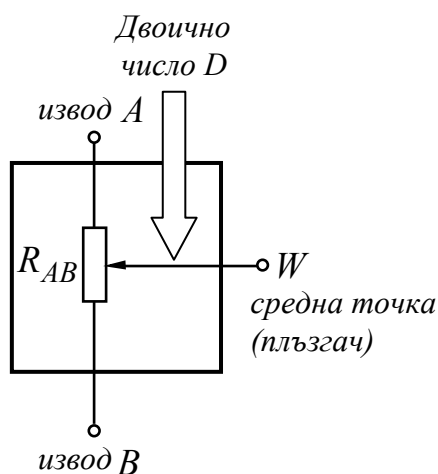 Двоично
число D
извод A
R_AB
W
средна точка
(плъзгач)
извод B